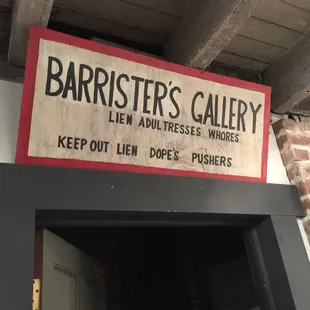 BARRISTER'S GALLERY
LIEN ADULTRESSES WHORES
KEEP OUT LIEN DOPE'S PUSHERS